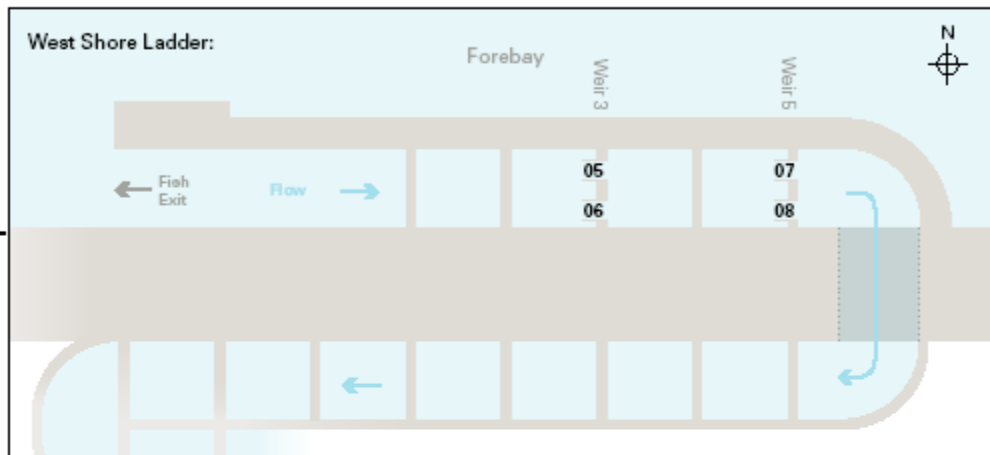 West Shore Ladder:
Forebay
N
Weir 3
Weir 5
05
07
Fish
Exit
Flow
06
08